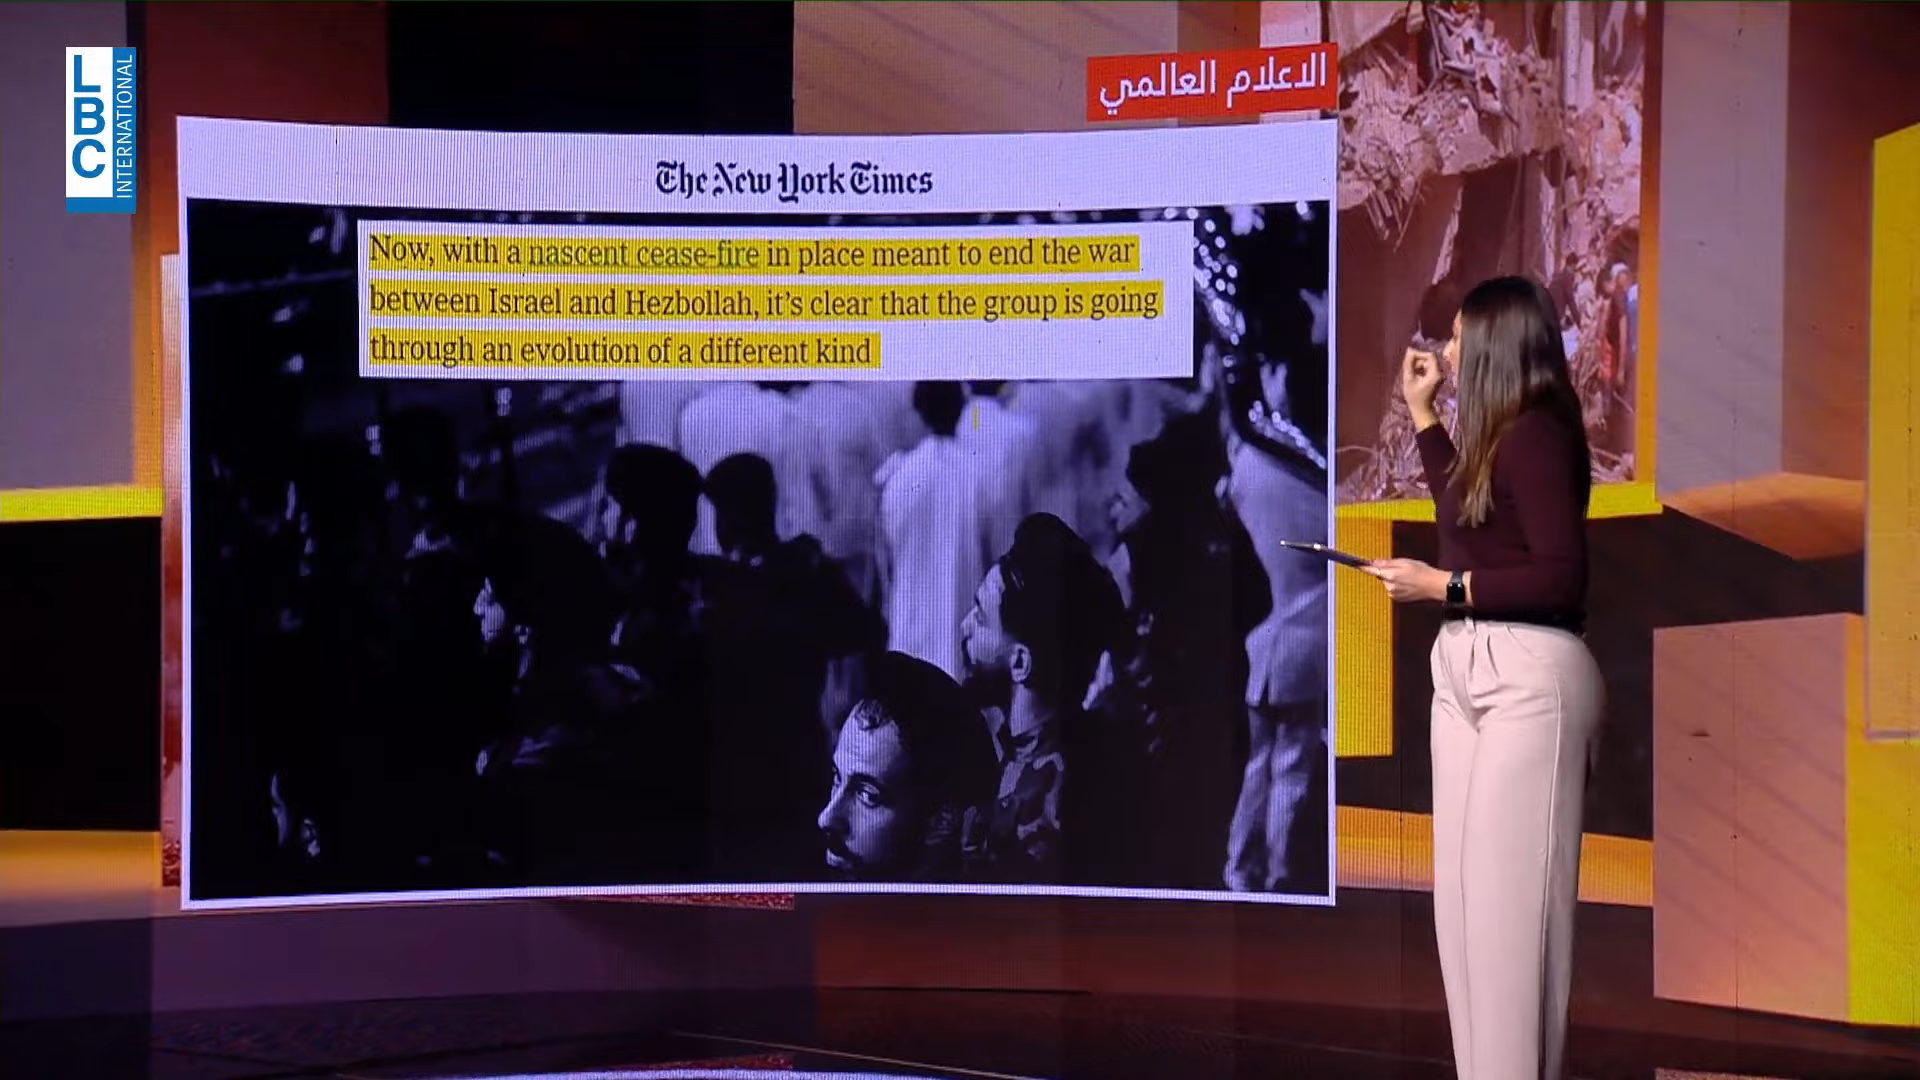 LBC
INTERNATIONAL
الاعلام العالمي
The New York Times
Now, with a nascent cease-fire in place meant to end the war
between Israel and Hezbollah, it's clear that the group is going
through an evolution of a different kind